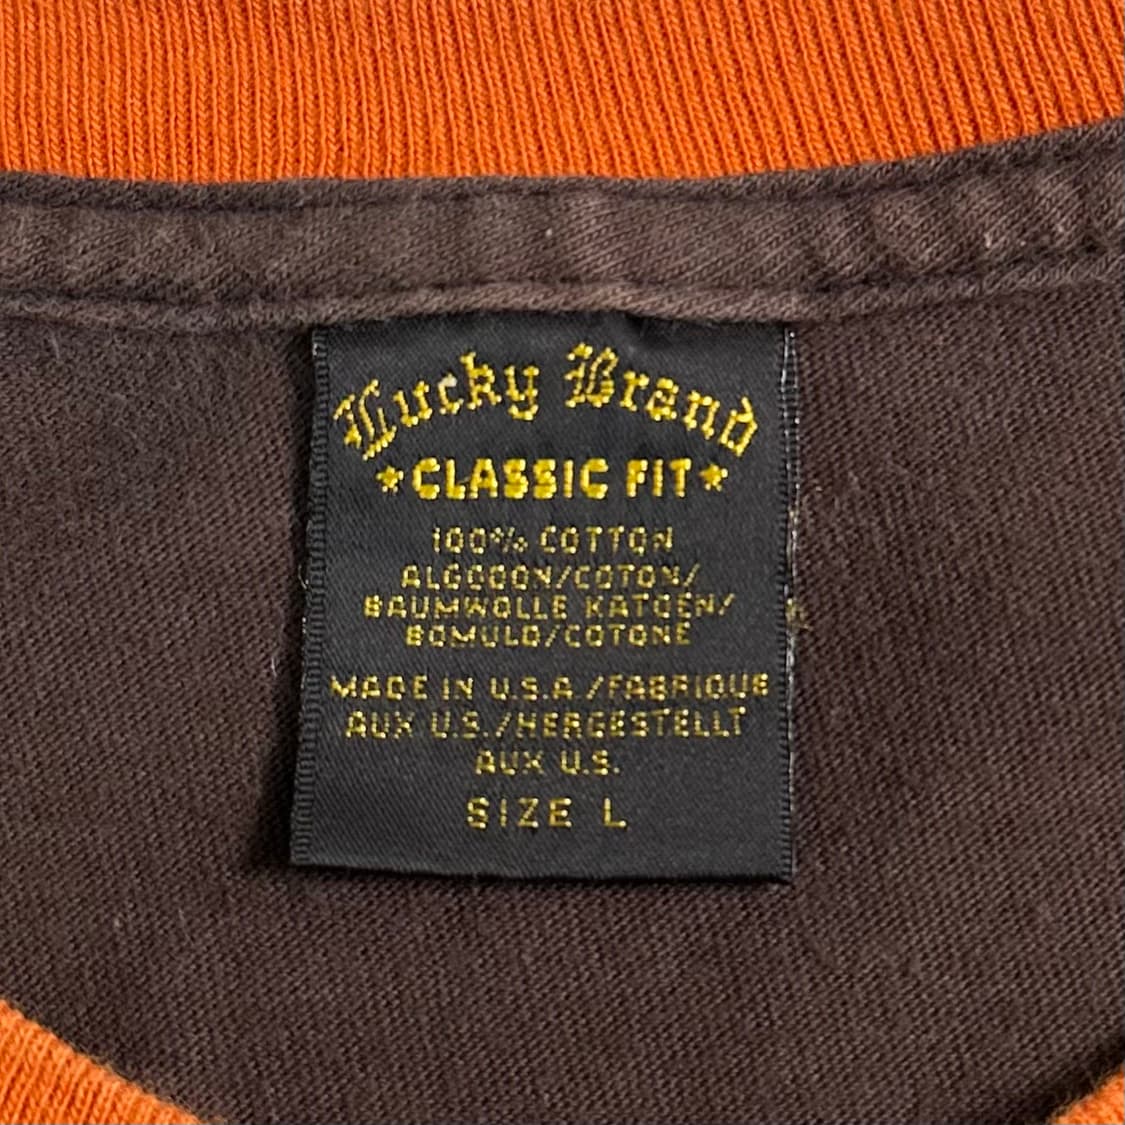 Lucky Brand
★CLASSIC FIT★
100% COTTON
ALGODON/COTON/
BAUMWOLLE KATOEN/
BOMULD/COTONE
MADE IN U.S.A./FABRIQUE
AUX U.S./HERGESTELLT
AUX U.S.
SIZE L